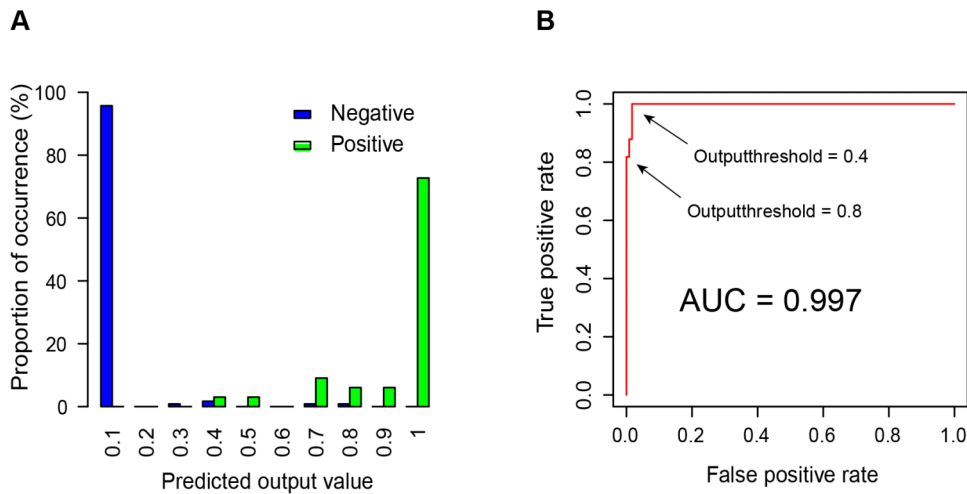 A
Proportion of occurrence (%)
100
80
60
40
20
0
Negative
Positive
0.1
0.2
0.3
0.4
0.5
0.6
0.7
0.8
0.9
1
Predicted output value
B
True positive rate
1.0
0.8
0.6
0.4
0.2
0.0
Outputthreshold = 0.4
Outputthreshold = 0.8
AUC = 0.997
0.0
0.2
0.4
0.6
0.8
1.0
False positive rate